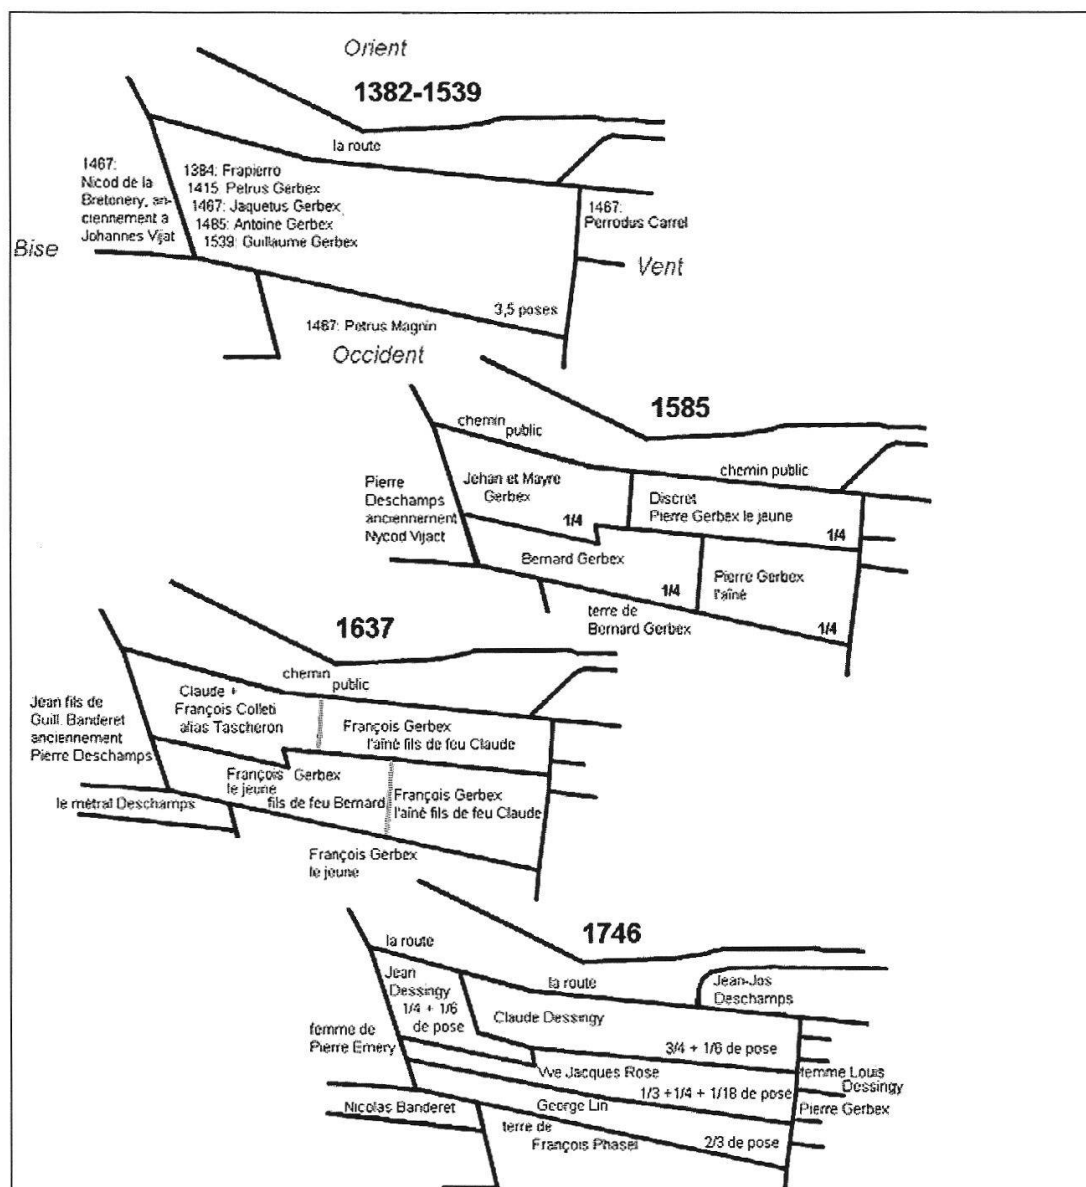 Orient
1382-1539
la route
1467:
Nicod de la
Bretonery, an-
ciennement à
Johannes Vijat
1384: Frapierro
1415 Petrus Gerbex
1467: Jaquetus Gerbex
1485: Antoine Gerbex
1539: Guillaume Gerbex
1467:
Perrodus Carrel
Bise
Vent
3,5 poses
1467: Petrus Magnin
Occident
1585
chemin
public
chemin public
Pierre
Deschamps
anciennement
Nycod Vijact
Jehan et Mayre
Gerbex
1/4
Discret
Pierre Gerbex le jeune
1/4
Bernard Gerbex
1/4
Pierre Gerbex
l'aîné
1/4
terre de
Bernard Gerbex
1637
chemin
public
Jean fils de
Guill. Banderet
anciennement
Pierre Deschamps
Claude +
François Colleti
alias Tascheron
François Gerbex
l'aîné fils de feu Claude
François Gerbex
le jeune
fils de feu Bernard
François Gerbex
l'aîné fils de feu Claude
le métral Deschamps
François Gerbex
le jeune
1746
la route
la route
Jean-Jos
Deschamps
Jean
Dessingy
1/4 + 1/6
de pose
Claude Dessingy
3/4 + 1/6 de pose
femme de
Pierre Emery
Vve Jacques Rose
1/3 +1/4 + 1/18 de pose
femme Louis
Dessingy
Pierre Gerbex
Nicolas Banderet
George Lin
2/3 de pose
terre de
François Phasel